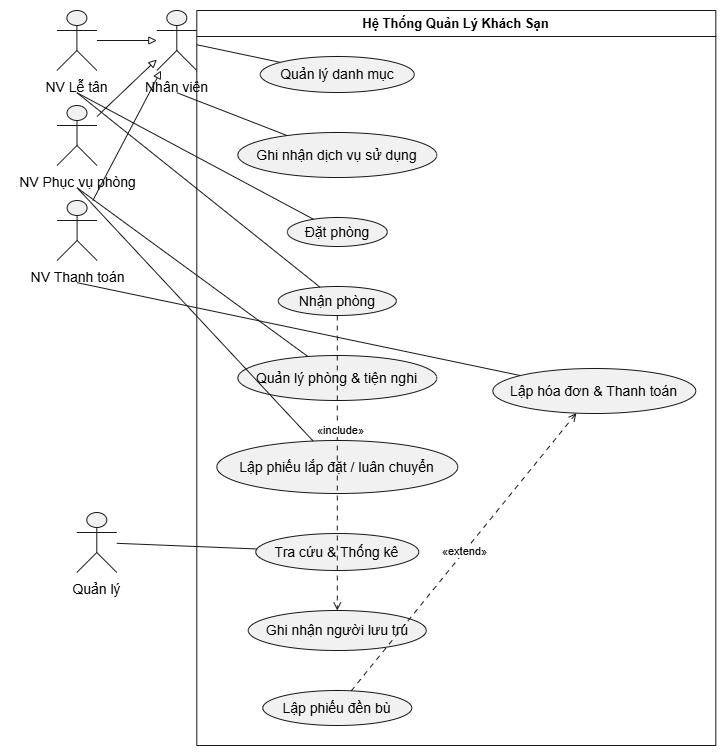 Hệ Thống Quản Lý Khách Sạn
NV Lễ tân
Nhân viên
Quản lý danh mục
Ghi nhận dịch vụ sử dụng
NV Phục vụ phòng
Đặt phòng
NV Thanh toán
Nhận phòng
Quản lý phòng & tiện nghi
Lập hóa đơn & Thanh toán
«include»
Lập phiếu lắp đặt / luân chuyển
Tra cứu & Thống kê
«extend»
Quản lý
Ghi nhận người lưu trú
Lập phiếu đền bù